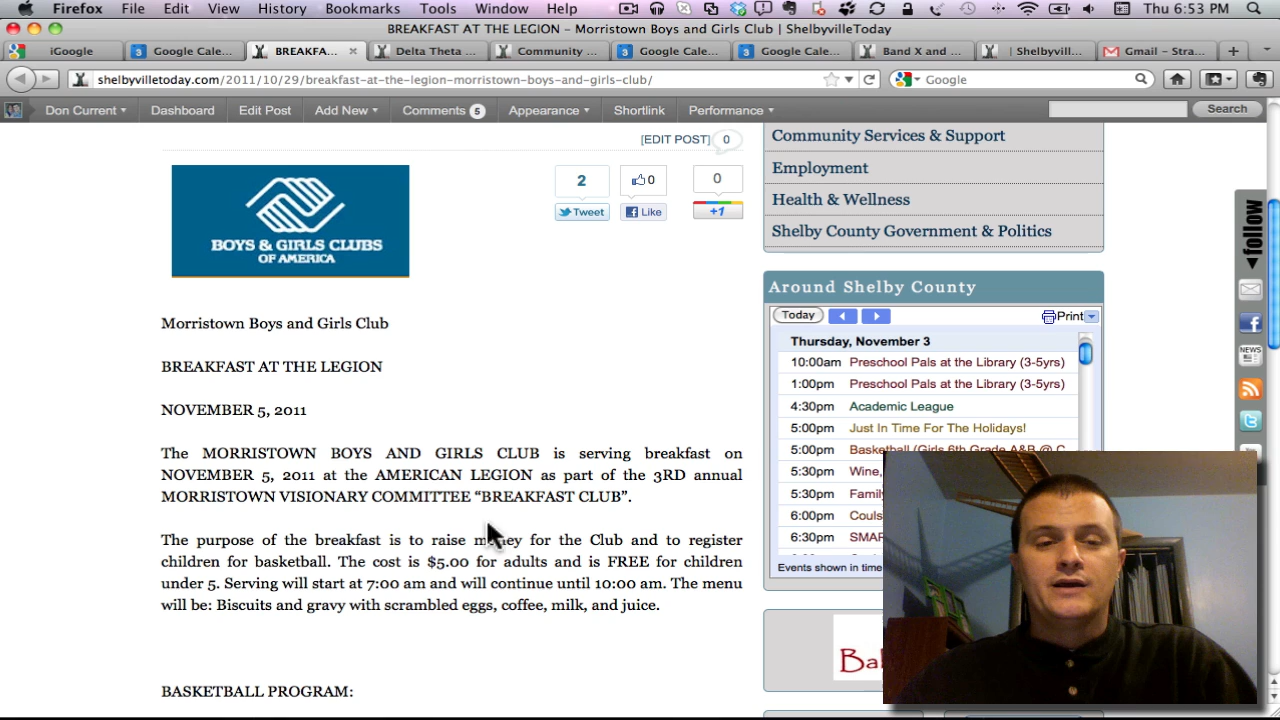 Firefox File Edit View History Bookmarks Tools Window Help Thu 6:53 PM
BREAKFAST AT THE LEGION – Morristown Boys and Girls Club | ShelbyvilleToday
iGoogle Google Cale... BREAKFA... Delta Theta ... Community ... Google Cale... Google Cale... Band X and ... | Shelbyvill... Gmail – Stra...
shelbyvilletoday.com/2011/10/29/breakfast-at-the-legion-morristown-boys-and-girls-club/ Google
Don Current Dashboard Edit Post Add New Comments 5 Appearance Shortlink Performance Search
[EDIT POST] 0
BOYS & GIRLS CLUBS
OF AMERICA
2 0 0
Tweet Like +1
Morristown Boys and Girls Club
BREAKFAST AT THE LEGION
NOVEMBER 5, 2011
The MORRISTOWN BOYS AND GIRLS CLUB is serving breakfast on
NOVEMBER 5, 2011 at the AMERICAN LEGION as part of the 3RD annual
MORRISTOWN VISIONARY COMMITTEE “BREAKFAST CLUB”.
The purpose of the breakfast is to raise money for the Club and to register
children for basketball. The cost is $5.00 for adults and is FREE for children
under 5. Serving will start at 7:00 am and will continue until 10:00 am. The menu
will be: Biscuits and gravy with scrambled eggs, coffee, milk, and juice.
BASKETBALL PROGRAM:
Community Services & Support
Employment
Health & Wellness
Shelby County Government & Politics
Around Shelby County
Today Print
Thursday, November 3
10:00am Preschool Pals at the Library (3-5yrs)
1:00pm Preschool Pals at the Library (3-5yrs)
4:30pm Academic League
5:00pm Just In Time For The Holidays!
5:00pm Basketball (Girls 6th Grade A&B @ C
5:30pm Wine,
5:30pm Fami
6:00pm Couls
6:30pm SMA
Events shown in time
Bal
follow
NEWS